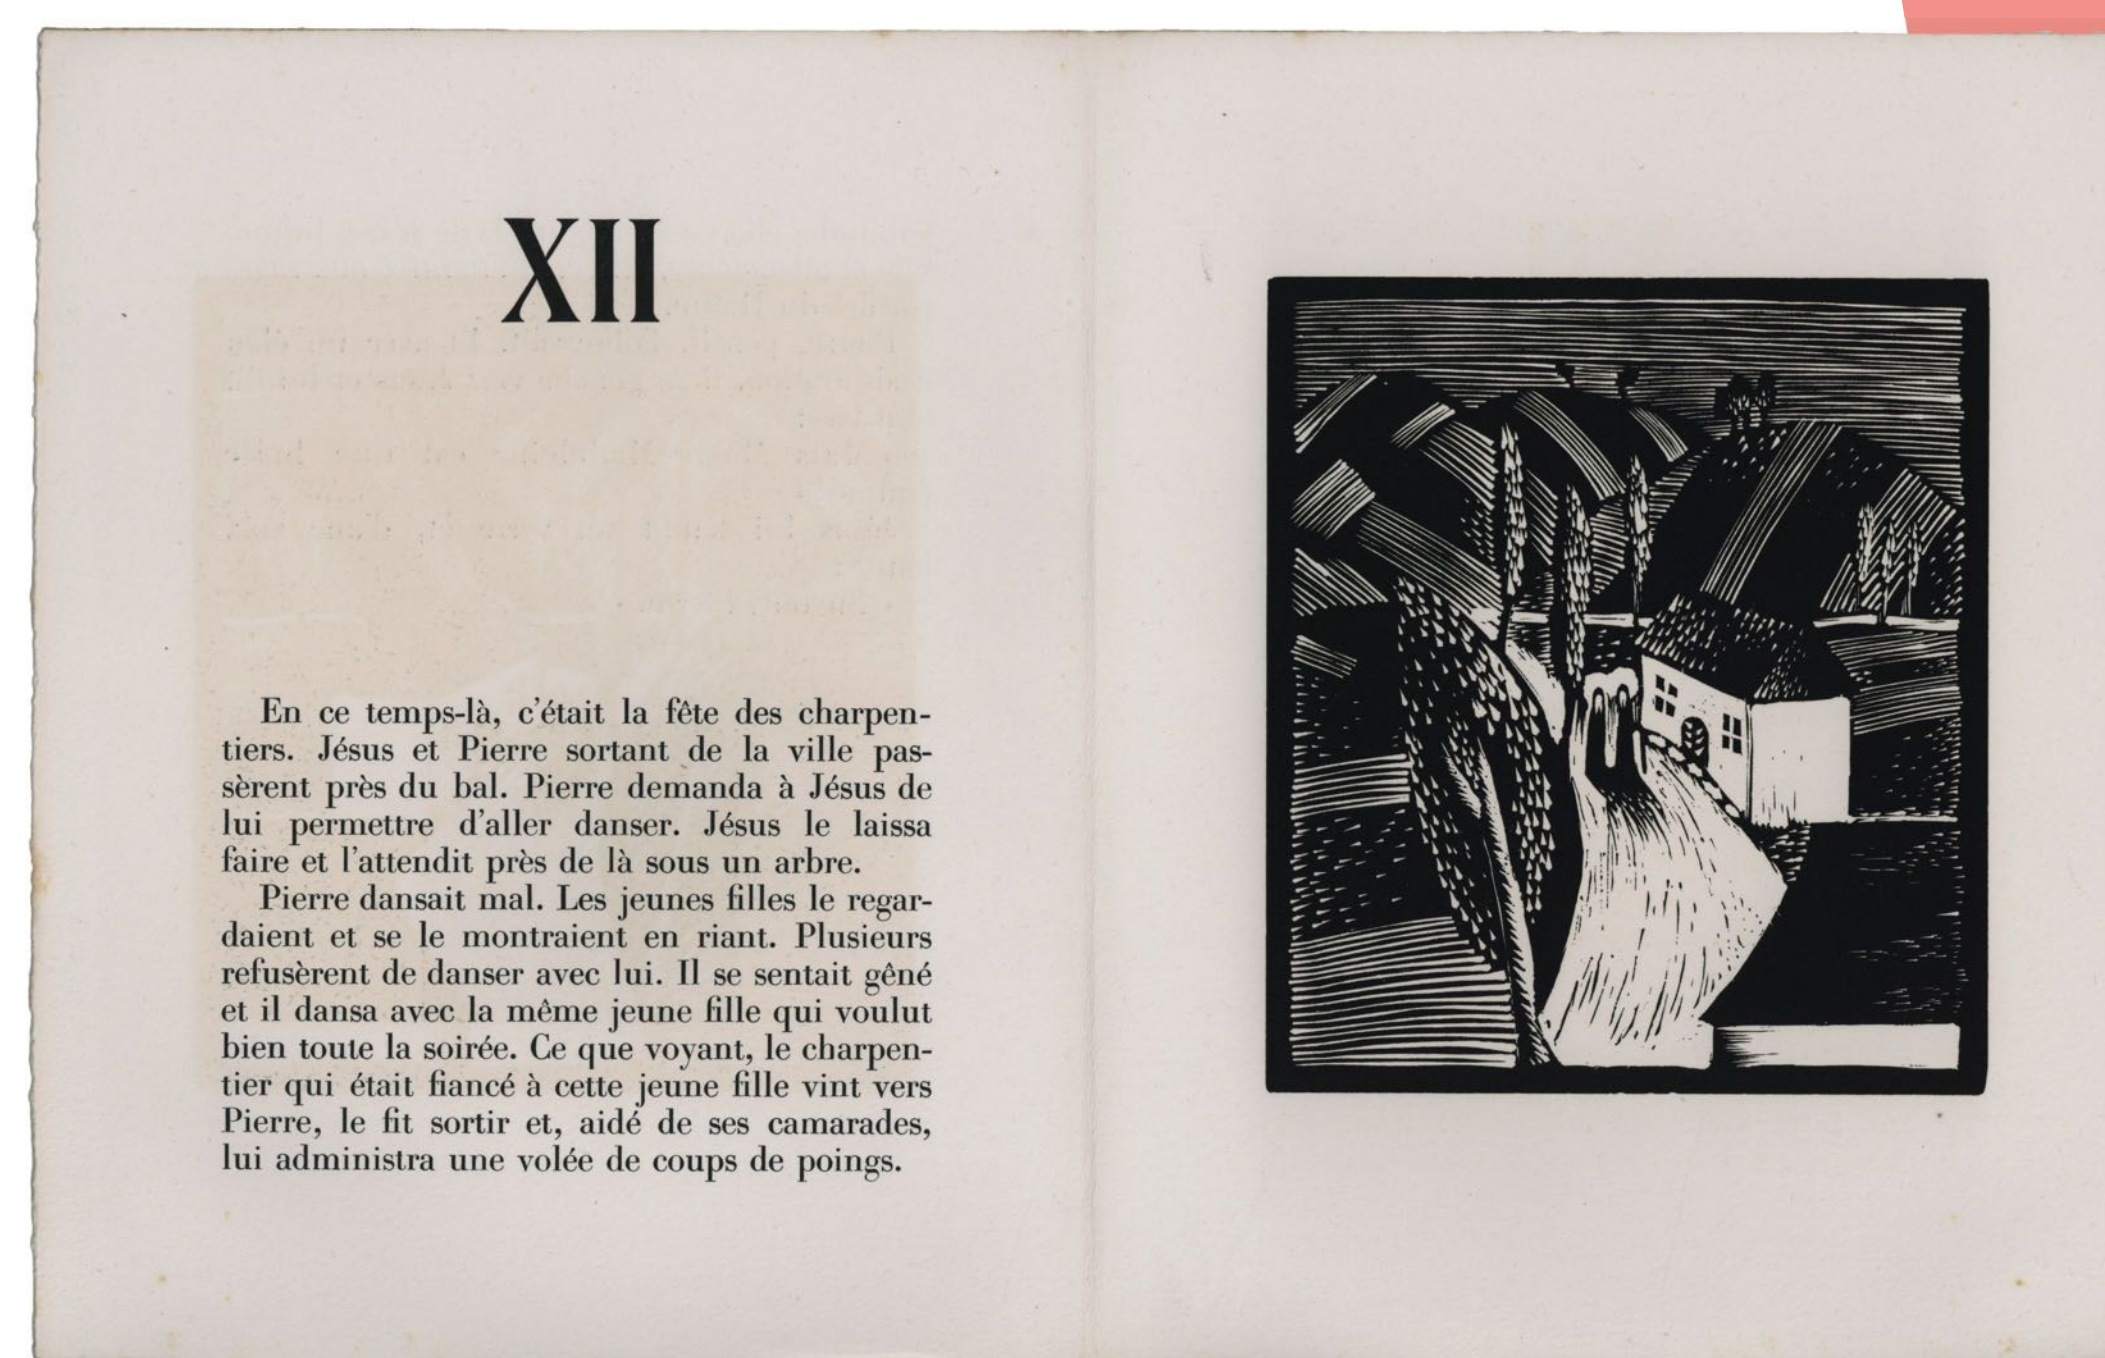 XII
En ce temps-là, c'était la fête des charpen-
tiers. Jésus et Pierre sortant de la ville pas-
sèrent près du bal. Pierre demanda à Jésus de
lui permettre d'aller danser. Jésus le laissa
faire et l'attendit près de là sous un arbre.
Pierre dansait mal. Les jeunes filles le regar-
daient et se le montraient en riant. Plusieurs
refusèrent de danser avec lui. Il se sentait gêné
et il dansa avec la même jeune fille qui voulut
bien toute la soirée. Ce que voyant, le charpen-
tier qui était fiancé à cette jeune fille vint vers
Pierre, le fit sortir et, aidé de ses camarades,
lui administra une volée de coups de poings.